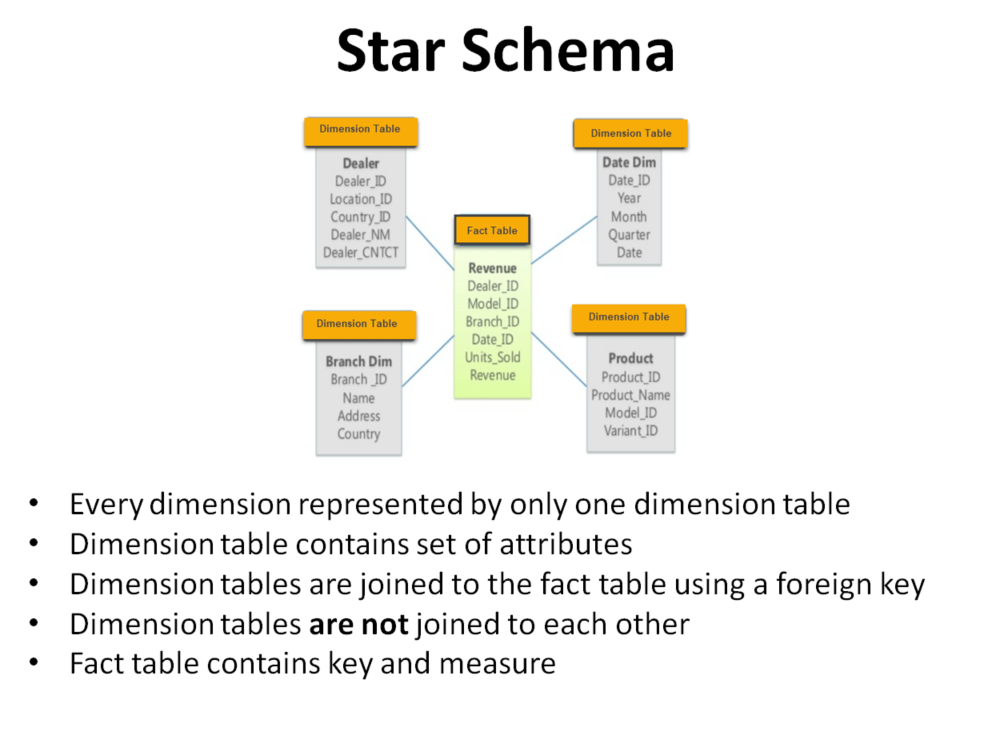 Star Schema
Dimension Table
Dealer
Dealer_ID
Location_ID
Country_ID
Dealer_NM
Dealer_CNTCT
Dimension Table
Date Dim
Date_ID
Year
Month
Quarter
Date
Fact Table
Revenue
Dealer_ID
Model_ID
Branch_ID
Date_ID
Units_Sold
Revenue
Dimension Table
Branch Dim
Branch _ID
Name
Address
Country
Dimension Table
Product
Product_ID
Product_Name
Model_ID
Variant_ID
• Every dimension represented by only one dimension table
• Dimension table contains set of attributes
• Dimension tables are joined to the fact table using a foreign key
• Dimension tables are not joined to each other
• Fact table contains key and measure